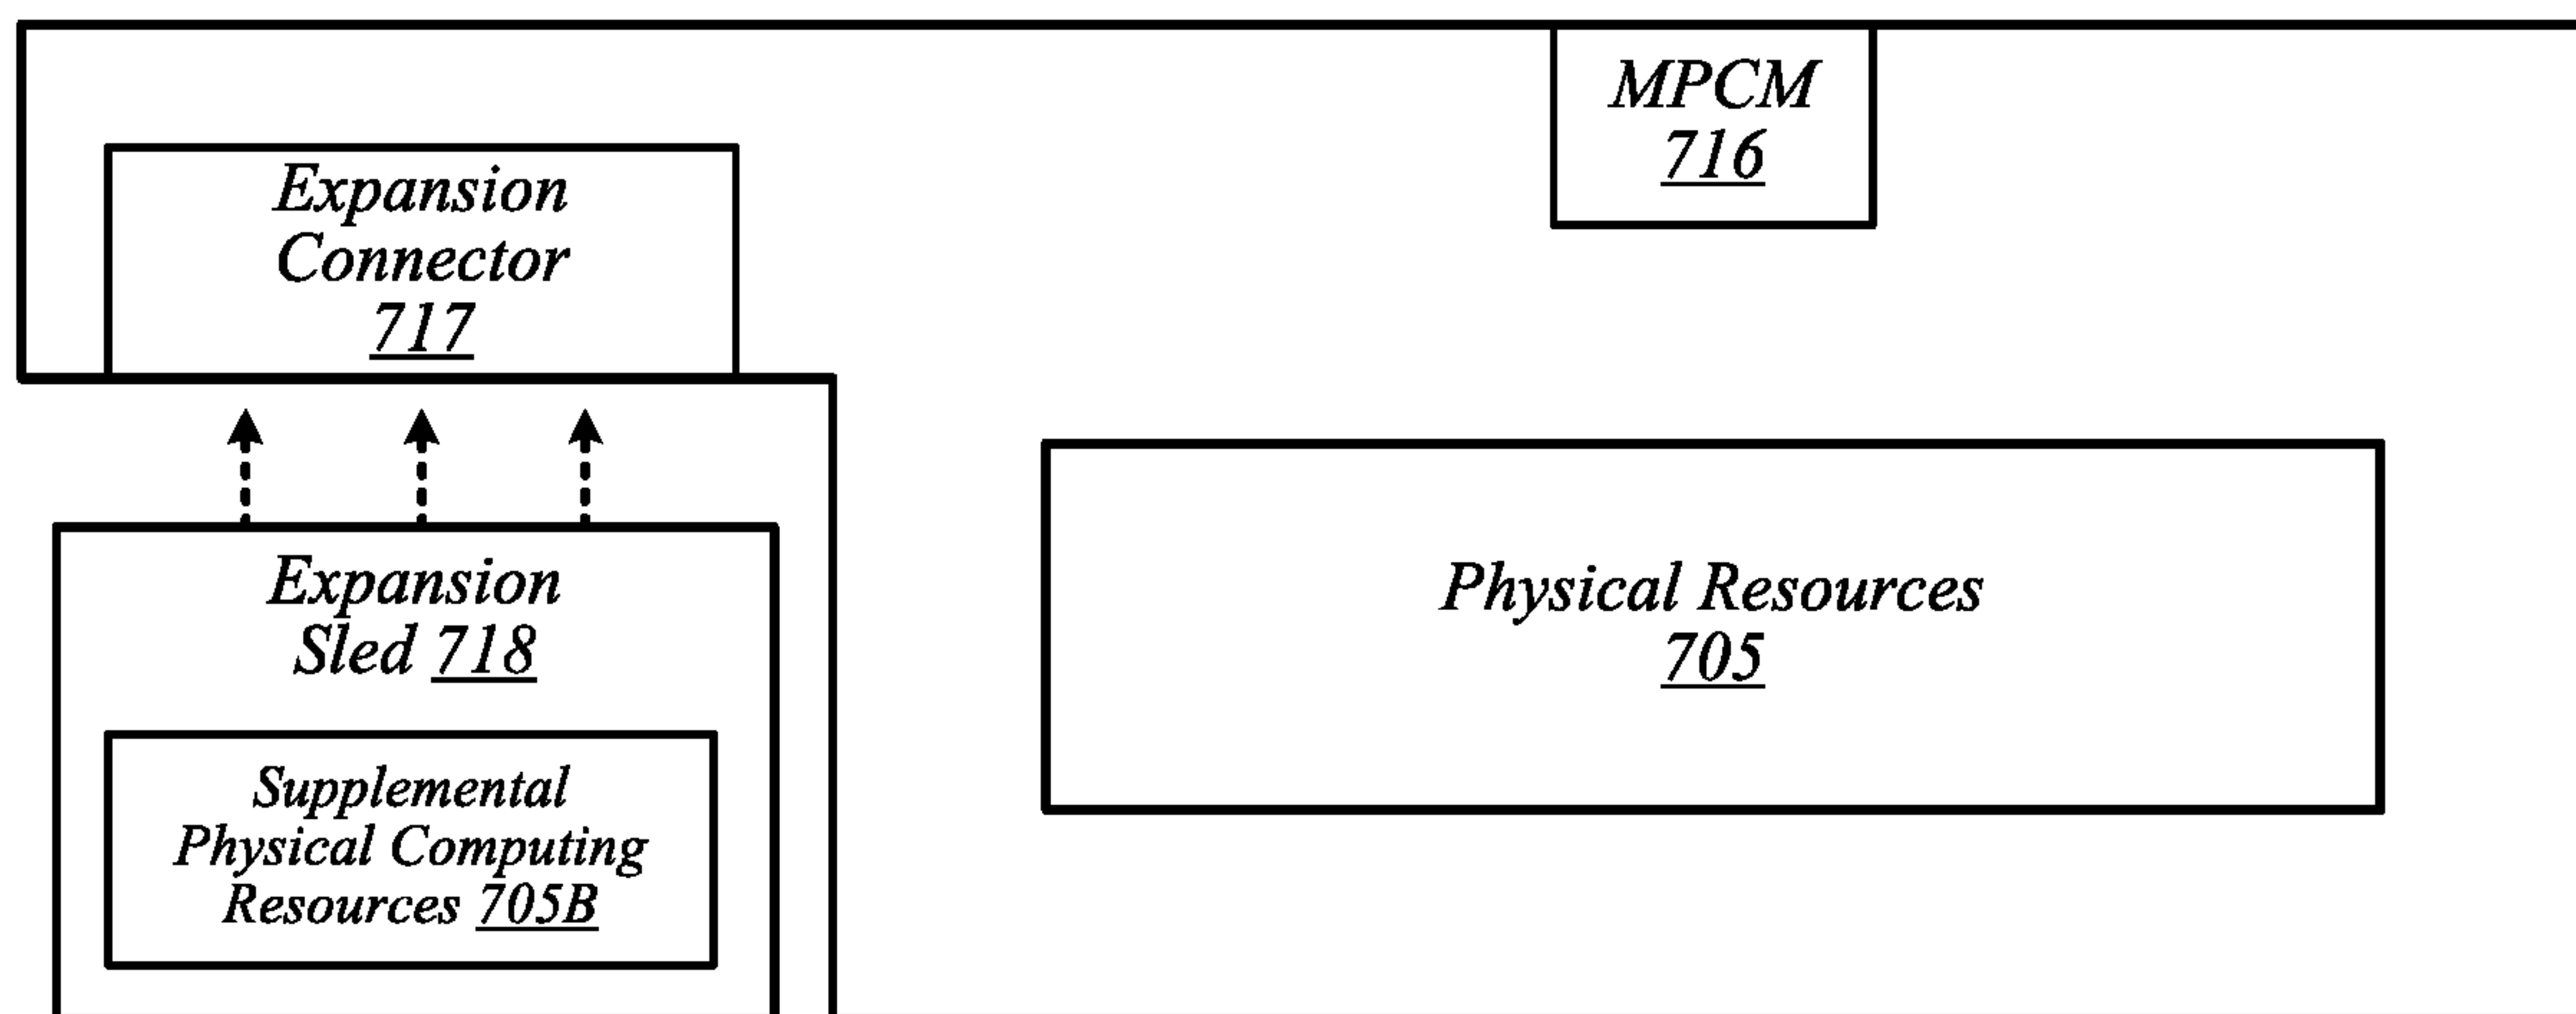 MPCM
716
Expansion
Connector
717
Expansion
Sled 718
Physical Resources
705
Supplemental
Physical Computing
Resources 705B